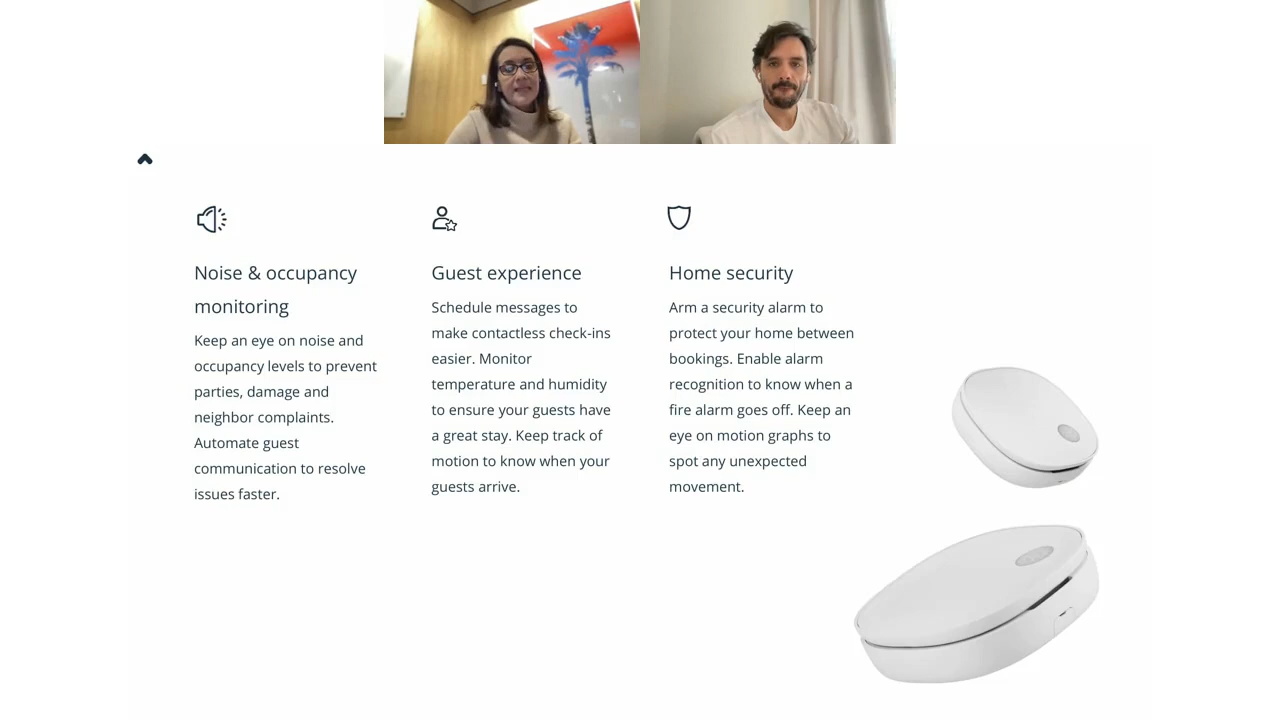 Noise & occupancy
monitoring
Keep an eye on noise and
occupancy levels to prevent
parties, damage and
neighbor complaints.
Automate guest
communication to resolve
issues faster.
Guest experience
Schedule messages to
make contactless check-ins
easier. Monitor
temperature and humidity
to ensure your guests have
a great stay. Keep track of
motion to know when your
guests arrive.
Home security
Arm a security alarm to
protect your home between
bookings. Enable alarm
recognition to know when a
fire alarm goes off. Keep an
eye on motion graphs to
spot any unexpected
movement.